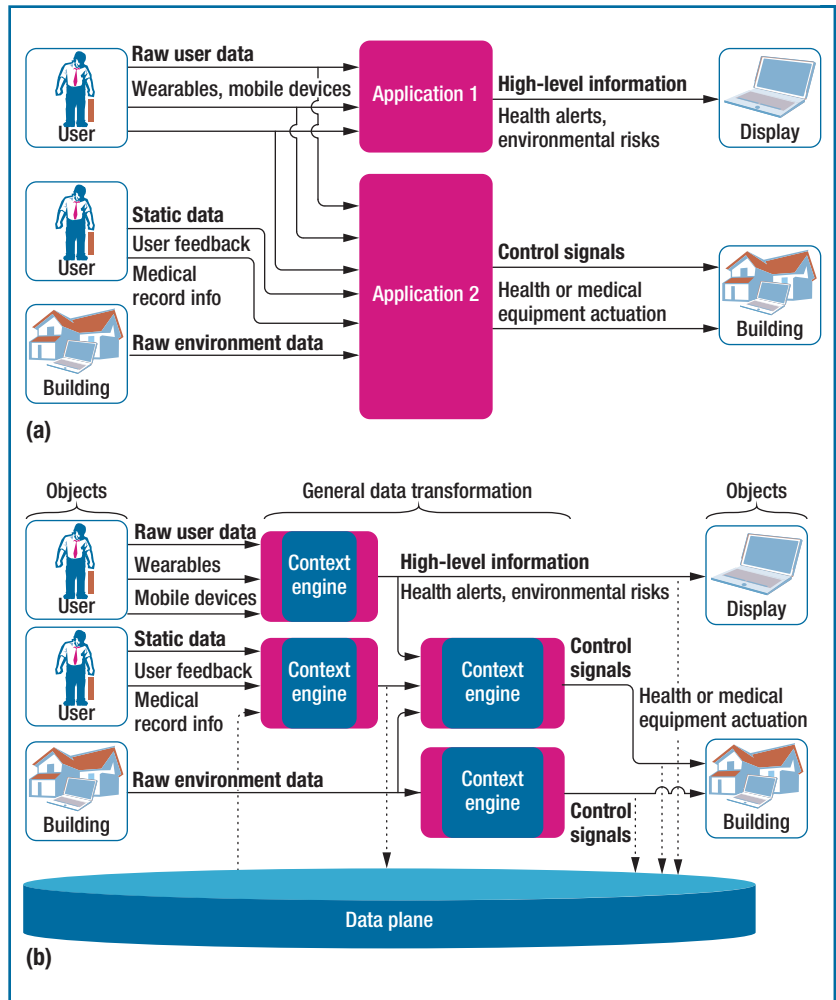 Raw user data
Wearables, mobile devices
User
Application 1
High-level information
Health alerts,
environmental risks
Display
Static data
User feedback
Medical
record info
User
Application 2
Control signals
Health or medical
equipment actuation
Building
Raw environment data
Building
(a)
Objects
General data transformation
Objects
Raw user data
Wearables
Mobile devices
User
Context
engine
High-level information
Health alerts, environmental risks
Display
Static data
User feedback
Medical
record info
User
Context
engine
Context
engine
Control
signals
Health or medical
equipment actuation
Raw environment data
Building
Context
engine
Control
signals
Building
Data plane
(b)